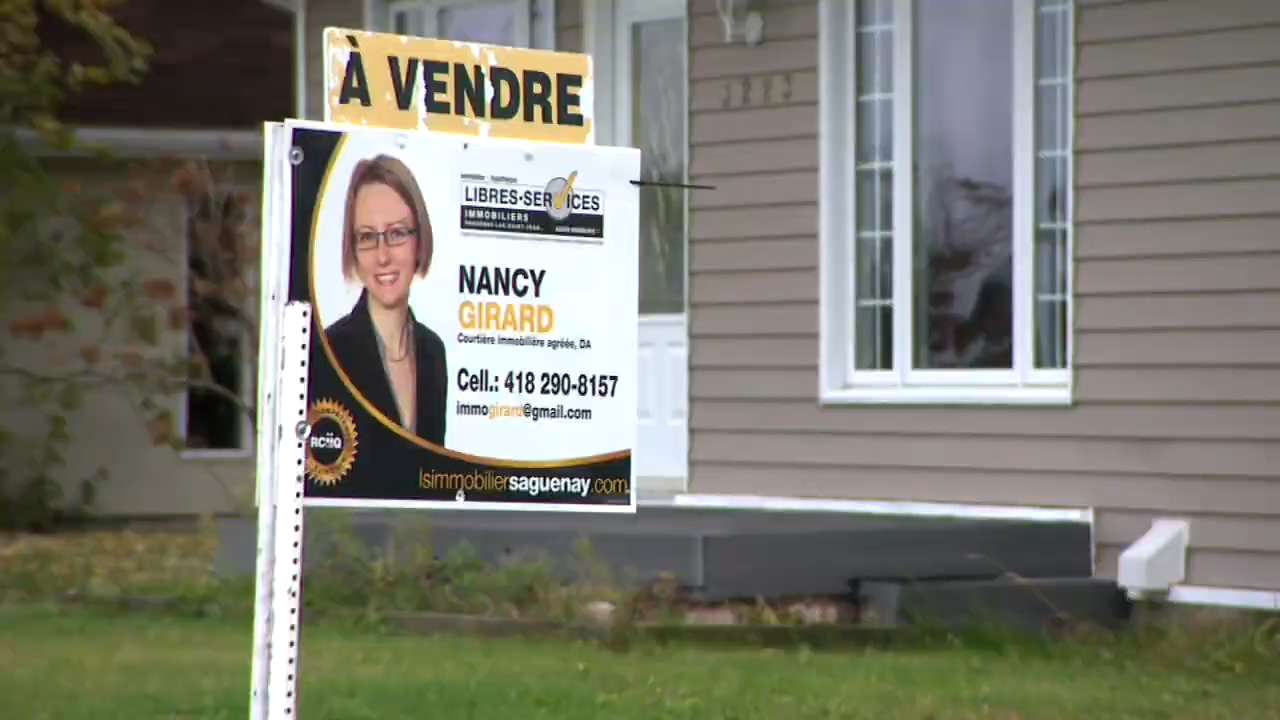 À VENDRE
LIBRES-SERVICES
IMMOBILIERS
NANCY
GIRARD
Courtière immobilière agréée, DA
Cell.: 418 290-8157
immogirard@gmail.com
lsimmobiliersaguenay.com